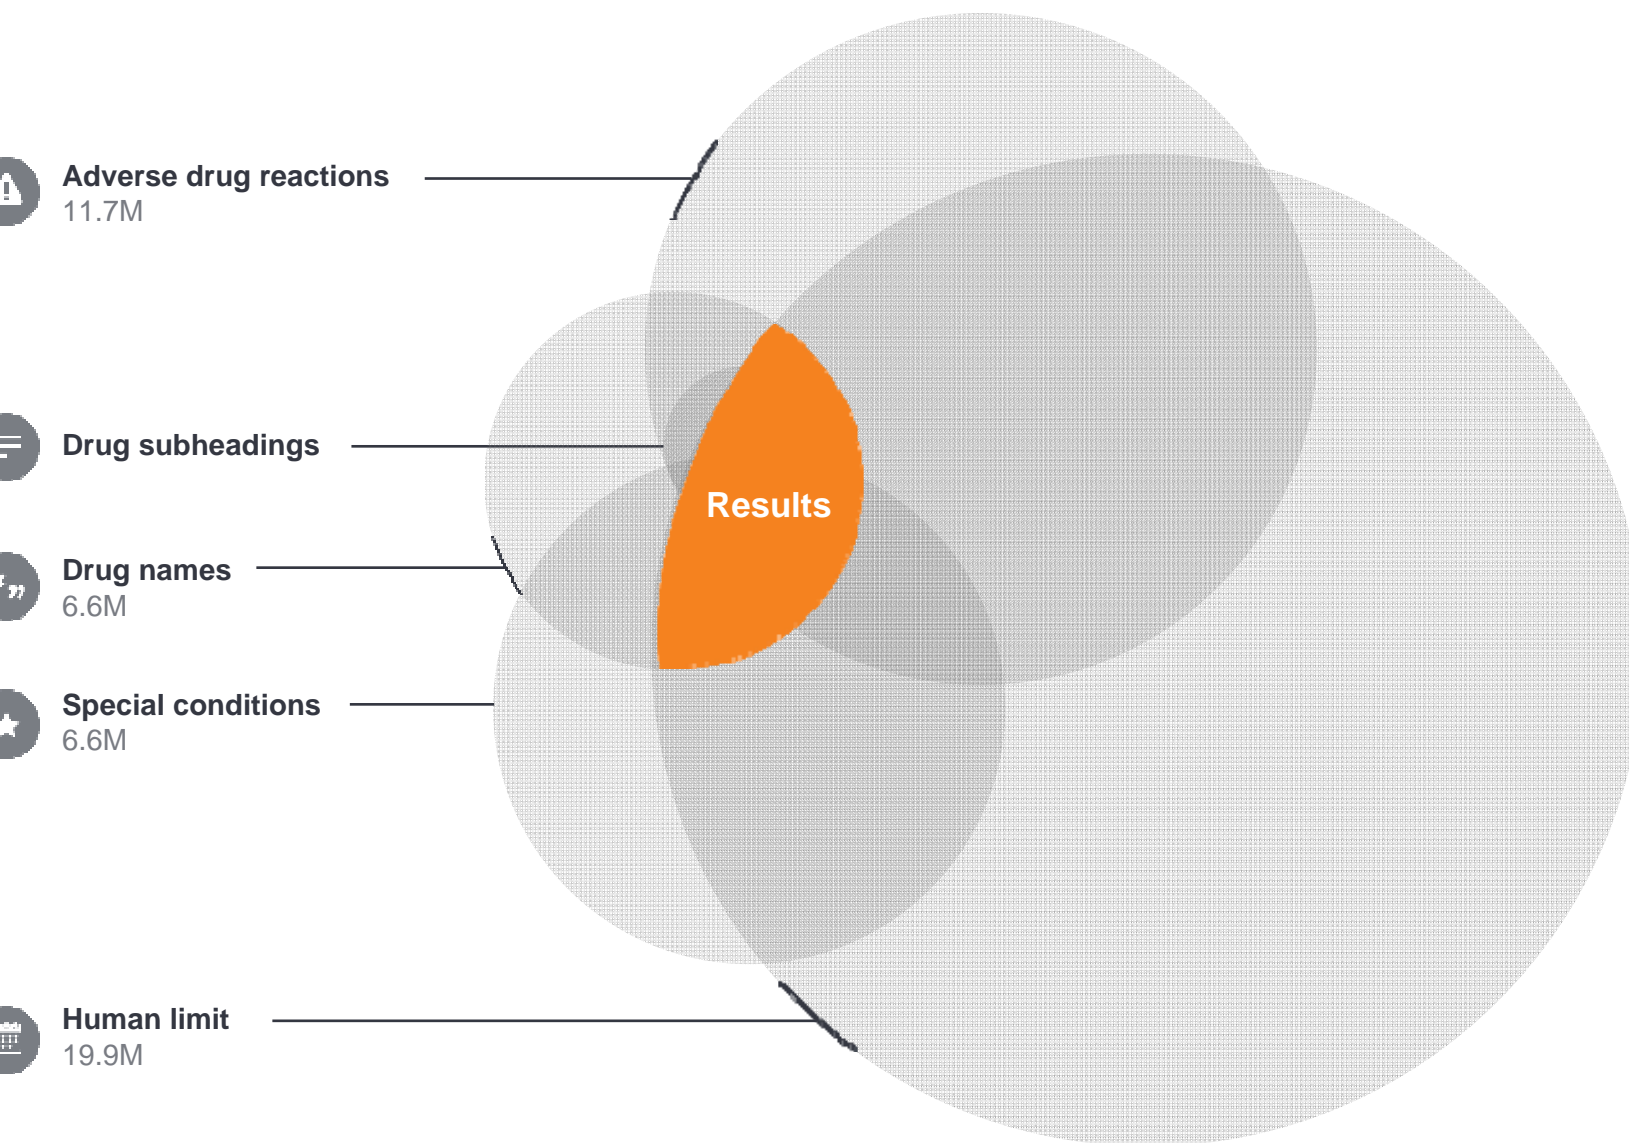 Adverse drug reactions
11.7M
Drug subheadings
Results
Drug names
6.6M
Special conditions
6.6M
Human limit
19.9M